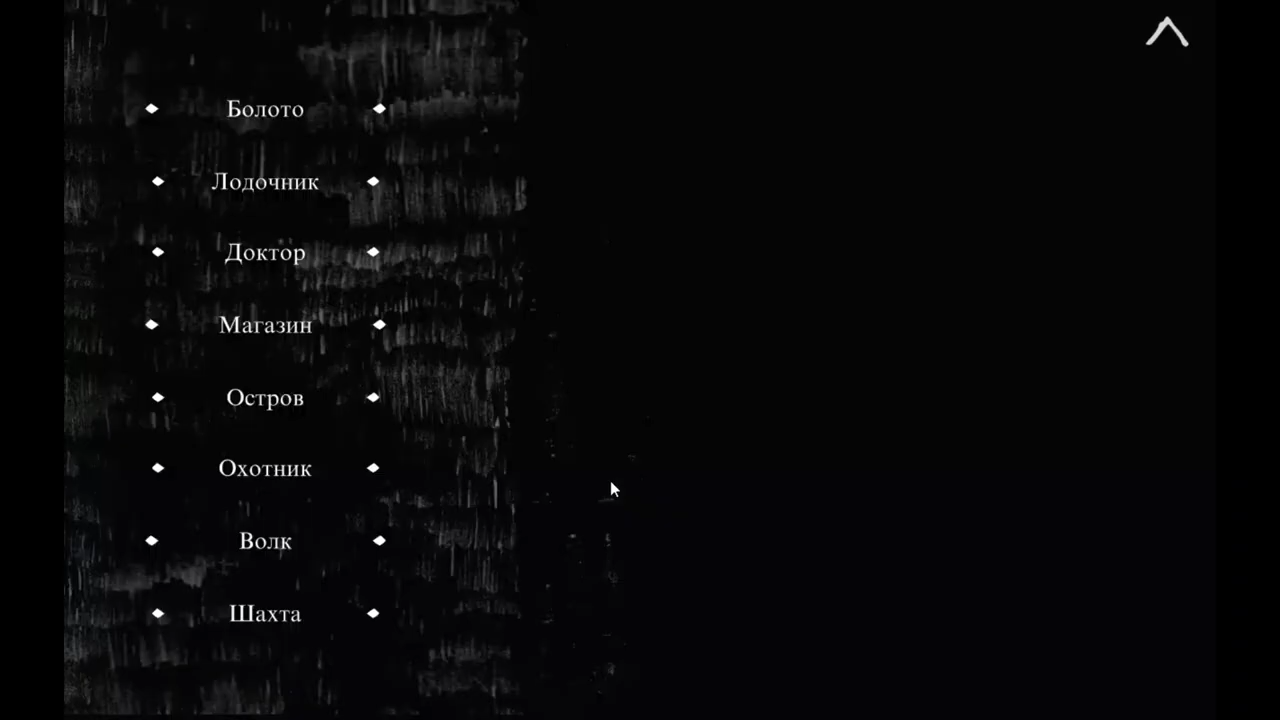 Болото
Лодочник
Доктор
Магазин
Остров
Охотник
Волк
Шахта